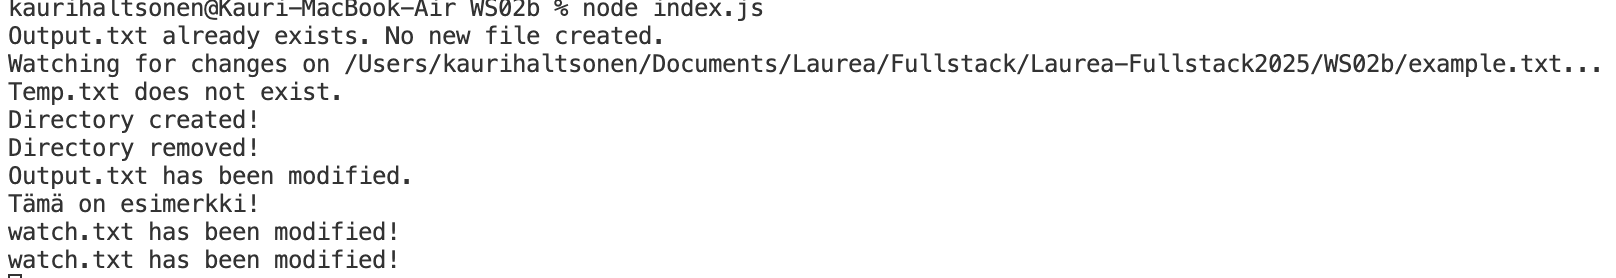 kaurihaltsonen@Kauri-MacBook-Air WS02b % node index.js
Output.txt already exists. No new file created.
Watching for changes on /Users/kaurihaltsonen/Documents/Laurea/Fullstack/Laurea-Fullstack2025/WS02b/example.txt...
Temp.txt does not exist.
Directory created!
Directory removed!
Output.txt has been modified.
Tämä on esimerkki!
watch.txt has been modified!
watch.txt has been modified!